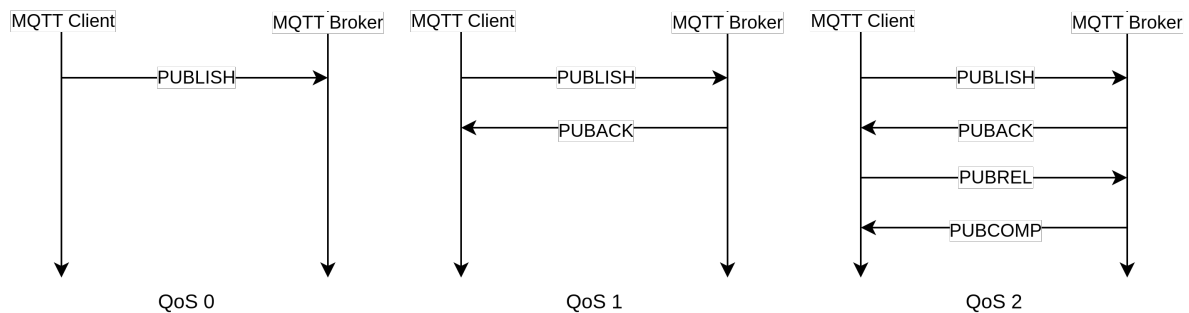 MQTT Client
MQTT Broker
PUBLISH
QoS 0
MQTT Client
MQTT Broker
PUBLISH
PUBACK
QoS 1
MQTT Client
MQTT Broker
PUBLISH
PUBACK
PUBREL
PUBCOMP
QoS 2